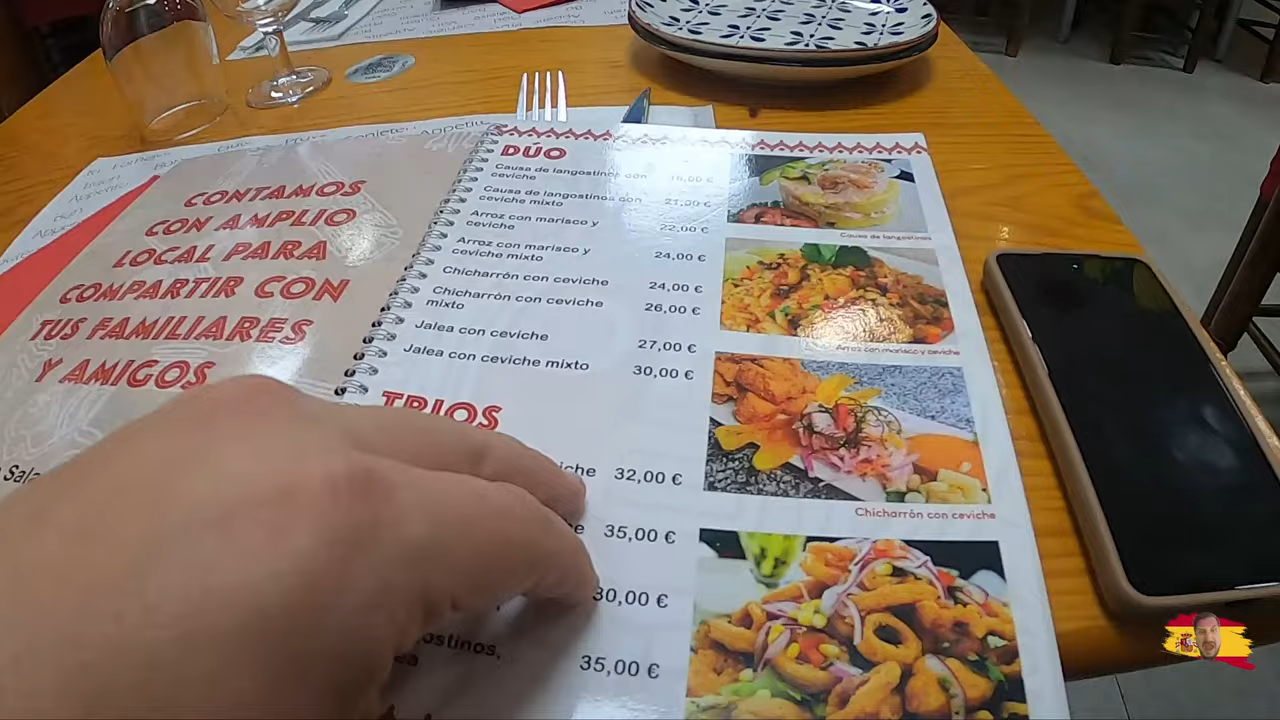 CONTAMOS
CON AMPLIO
LOCAL PARA
COMPARTIR CON
TUS FAMILIARES
Y AMIGOS
DÚO
Causa de langostinos con
ceviche
Causa de langostinos con 21,00 €
ceviche mixto
Arroz con marisco y 22,00 €
ceviche
Arroz con marisco y 24,00 €
ceviche mixto
Chicharrón con ceviche 24,00 €
Chicharrón con ceviche 26,00 €
mixto
Jalea con ceviche 27,00 €
Jalea con ceviche mixto 30,00 €
TRIOS
32,00 €
35,00 €
30,00 €
35,00 €
Causa de langostinos
Arroz con marisco y ceviche
Chicharrón con ceviche